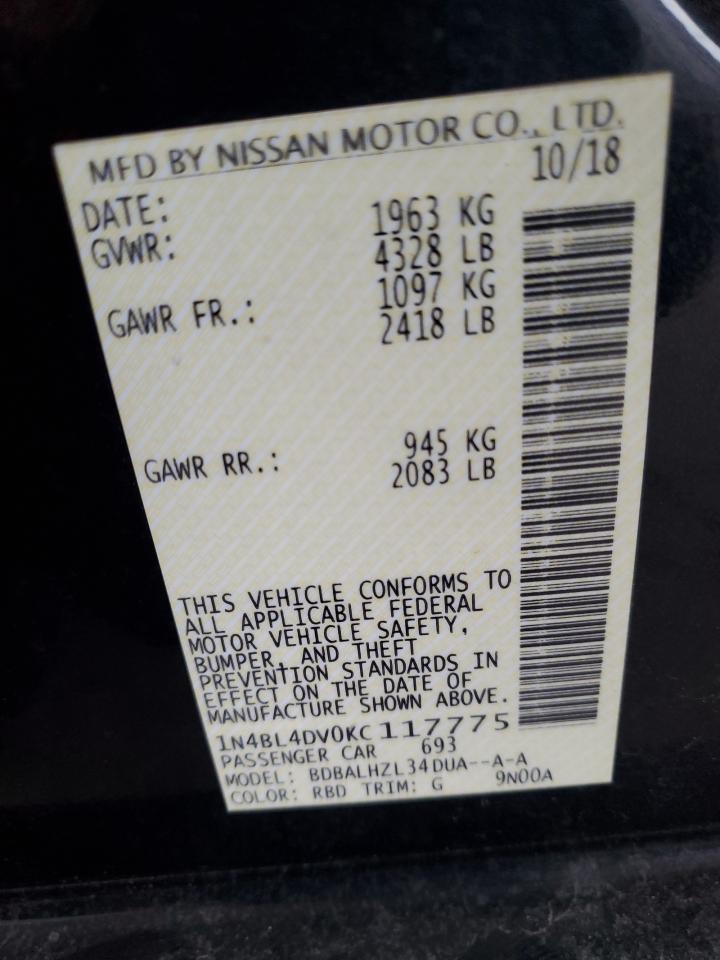 MFD BY NISSAN MOTOR CO., LTD.
10/18
DATE:
GVWR: 1963 KG
4328 LB
GAWR FR.: 1097 KG
2418 LB
GAWR RR.: 945 KG
2083 LB
THIS VEHICLE CONFORMS TO
ALL APPLICABLE FEDERAL
MOTOR VEHICLE SAFETY,
BUMPER, AND THEFT
PREVENTION STANDARDS IN
EFFECT ON THE DATE OF
MANUFACTURE SHOWN ABOVE.
1N4BL4DV0KC117775
PASSENGER CAR 693
MODEL: BDBALHZL34DUA--A-A
COLOR: RBD TRIM: G 9N00A